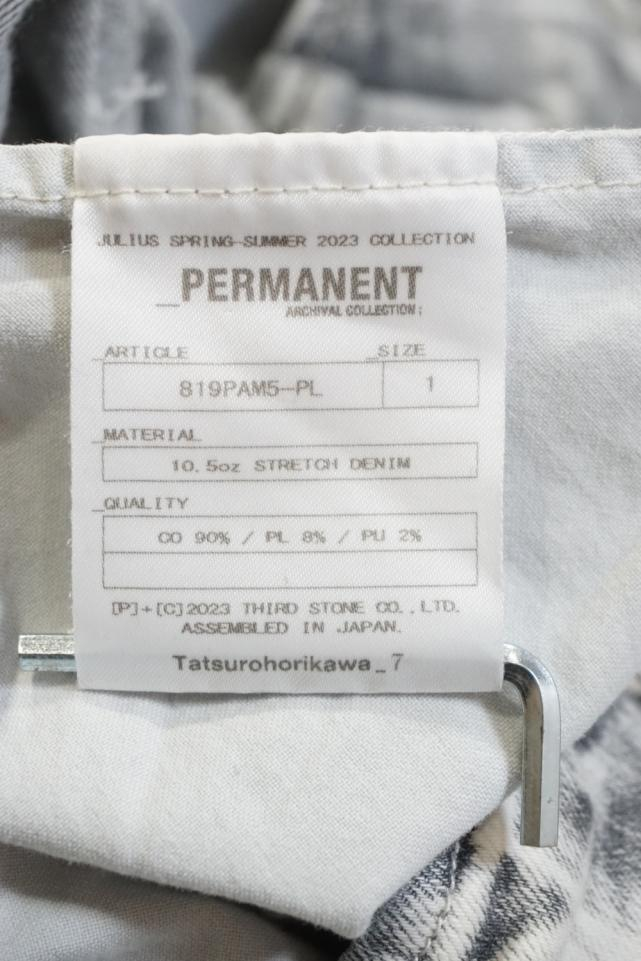 JULIUS SPRING-SUMMER 2023 COLLECTION
_PERMANENT
ARCHIVAL COLLECTION;
_ARTICLE _SIZE
819PAM5-PL 1
_MATERIAL
10.5oz STRETCH DENIM
_QUALITY
CO 90% / PL 8% / PU 2%
[P]+[C]2023 THIRD STONE CO.,LTD.
ASSEMBLED IN JAPAN.
Tatsurohorikawa_7